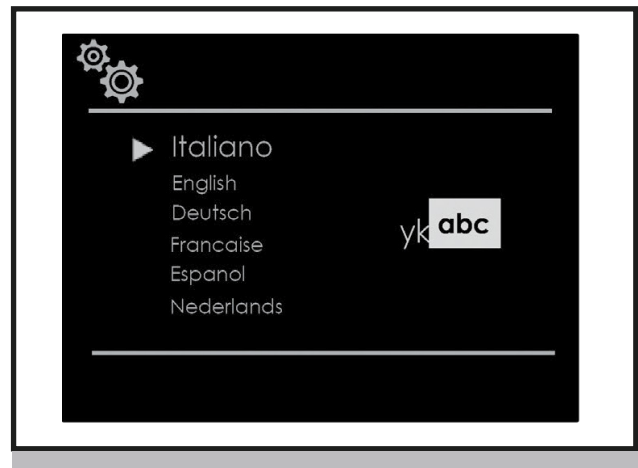 Italiano
English
Deutsch
Francaise
Espanol
Nederlands
yk abc